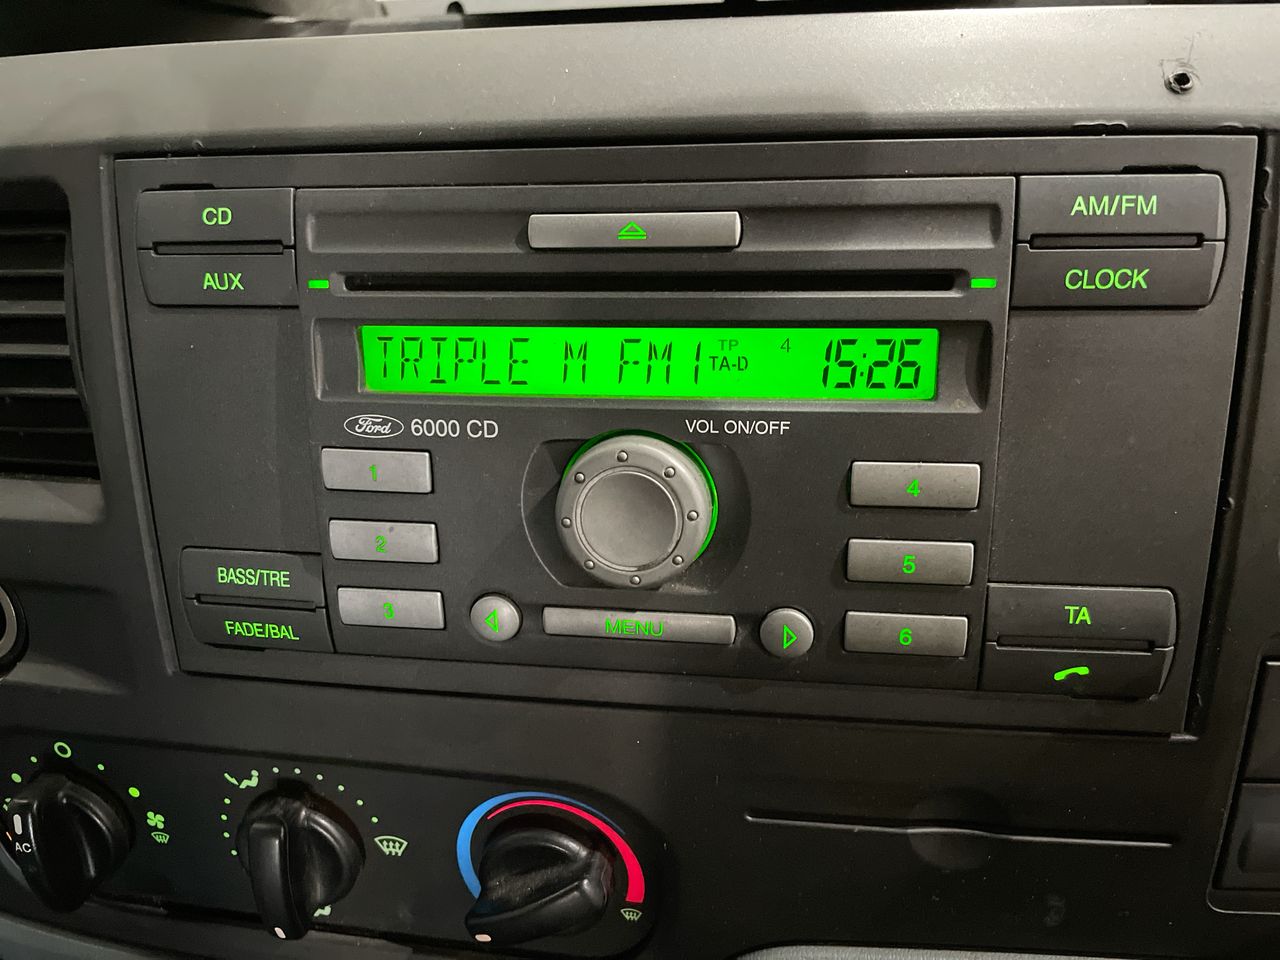 CD
AUX
AM/FM
CLOCK
TRIPLE M FM1
TP
TA-D
4
15:26
Ford 6000 CD
VOL ON/OFF
1
2
3
4
5
6
BASS/TRE
FADE/BAL
MENU
TA
AC